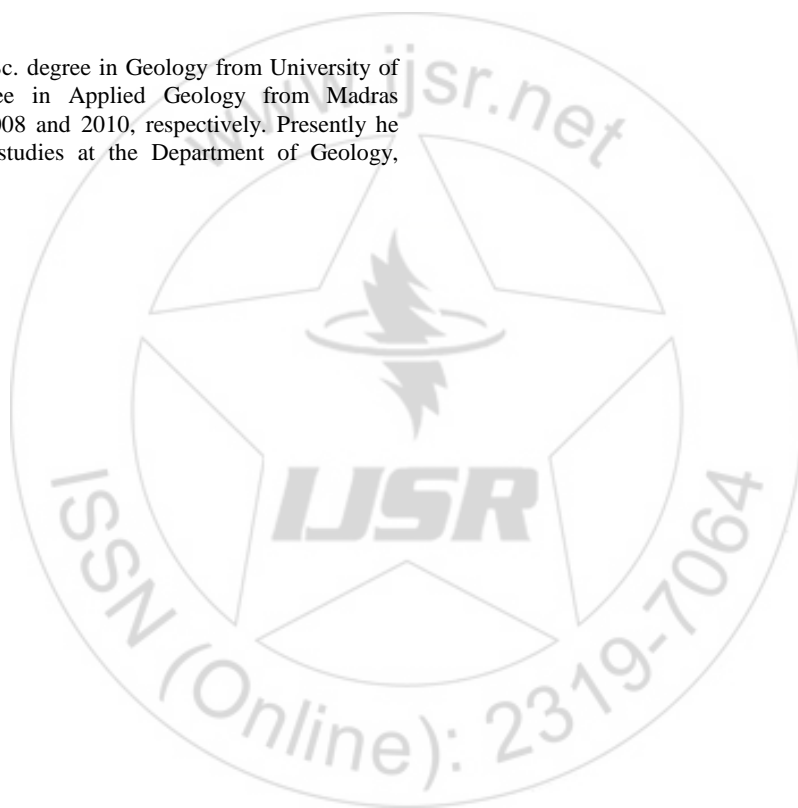 c. degree in Geology from University of
ee in Applied Geology from Madras
008 and 2010, respectively. Presently he
studies at the Department of Geology,
www.ijsr.net
IJSR
ISSN (Online): 2319-7064